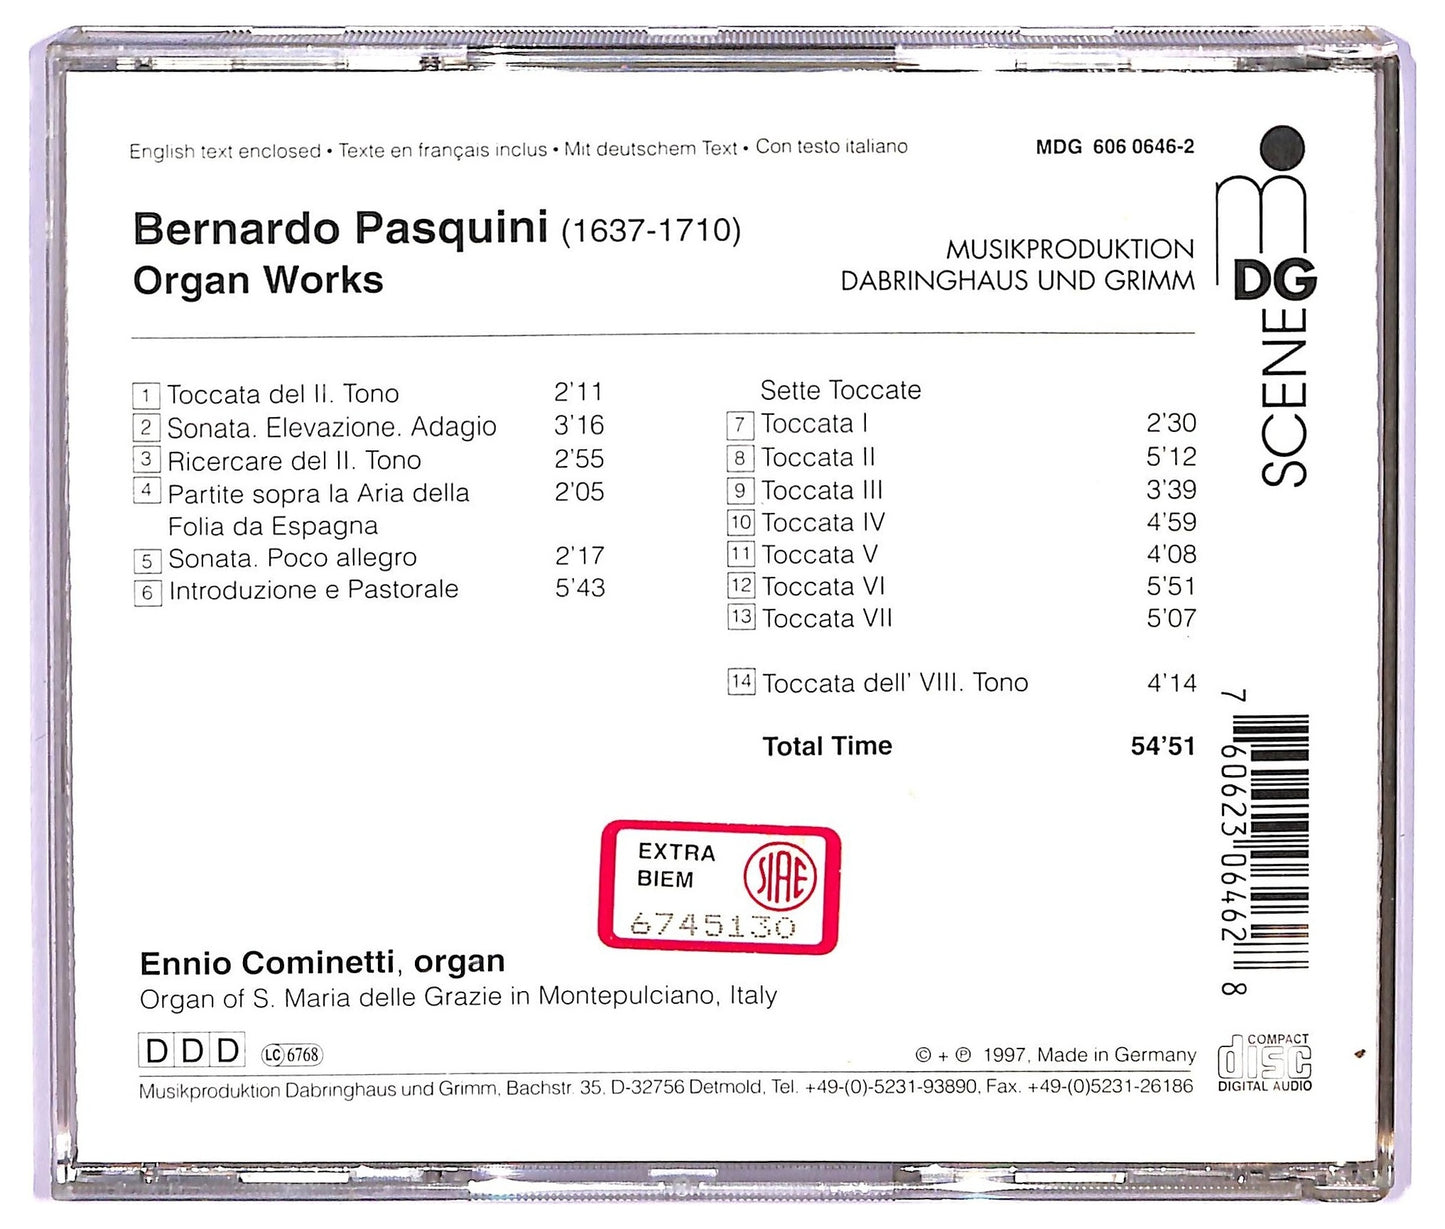 English text enclosed • Texte en français inclus • Mit deutschem Text • Con testo italiano
MDG 606 0646-2
Bernardo Pasquini (1637-1710)
Organ Works
MUSIKPRODUKTION
DABRINGHAUS UND GRIMM
DG
SCENE
1 Toccata del II. Tono 2'11
2 Sonata. Elevazione. Adagio 3'16
3 Ricercare del II. Tono 2'55
4 Partite sopra la Aria della 2'05
Folia da Espagna
5 Sonata. Poco allegro 2'17
6 Introduzione e Pastorale 5'43
Sette Toccate
7 Toccata I 2'30
8 Toccata II 5'12
9 Toccata III 3'39
10 Toccata IV 4'59
11 Toccata V 4'08
12 Toccata VI 5'51
13 Toccata VII 5'07
14 Toccata dell' VIII. Tono 4'14
Total Time 54'51
7 60623 06462 8
EXTRA
BIEM
SIAE
6745130
Ennio Cominetti, organ
Organ of S. Maria delle Grazie in Montepulciano, Italy
DDD LC 6768
© + ℗ 1997, Made in Germany
Musikproduktion Dabringhaus und Grimm, Bachstr. 35, D-32756 Detmold, Tel. +49-(0)-5231-93890, Fax. +49-(0)5231-26186
COMPACT
disc
DIGITAL AUDIO